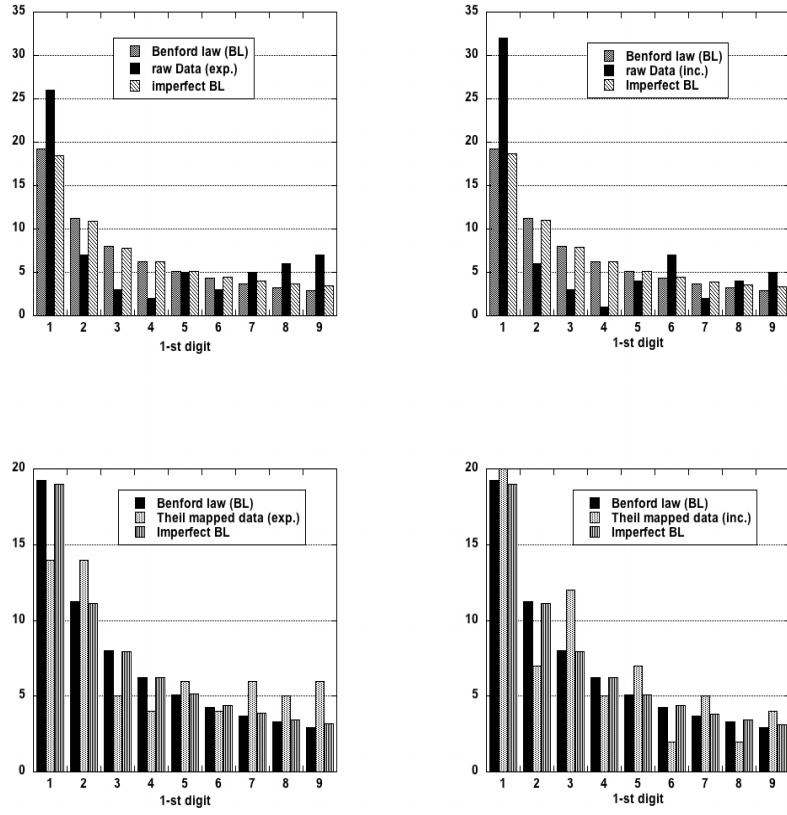 35
30
25
20
15
10
5
0
Benford law (BL)
raw Data (exp.)
imperfect BL
1 2 3 4 5 6 7 8 9
1-st digit
35
30
25
20
15
10
5
0
Benford law (BL)
raw Data (inc.)
Imperfect BL
1 2 3 4 5 6 7 8 9
1-st digit
20
15
10
5
0
Benford law (BL)
Theil mapped data (exp.)
Imperfect BL
1 2 3 4 5 6 7 8 9
1-st digit
20
15
10
5
0
Benford law (BL)
Theil mapped data (inc.)
Imperfect BL
1 2 3 4 5 6 7 8 9
1-st digit